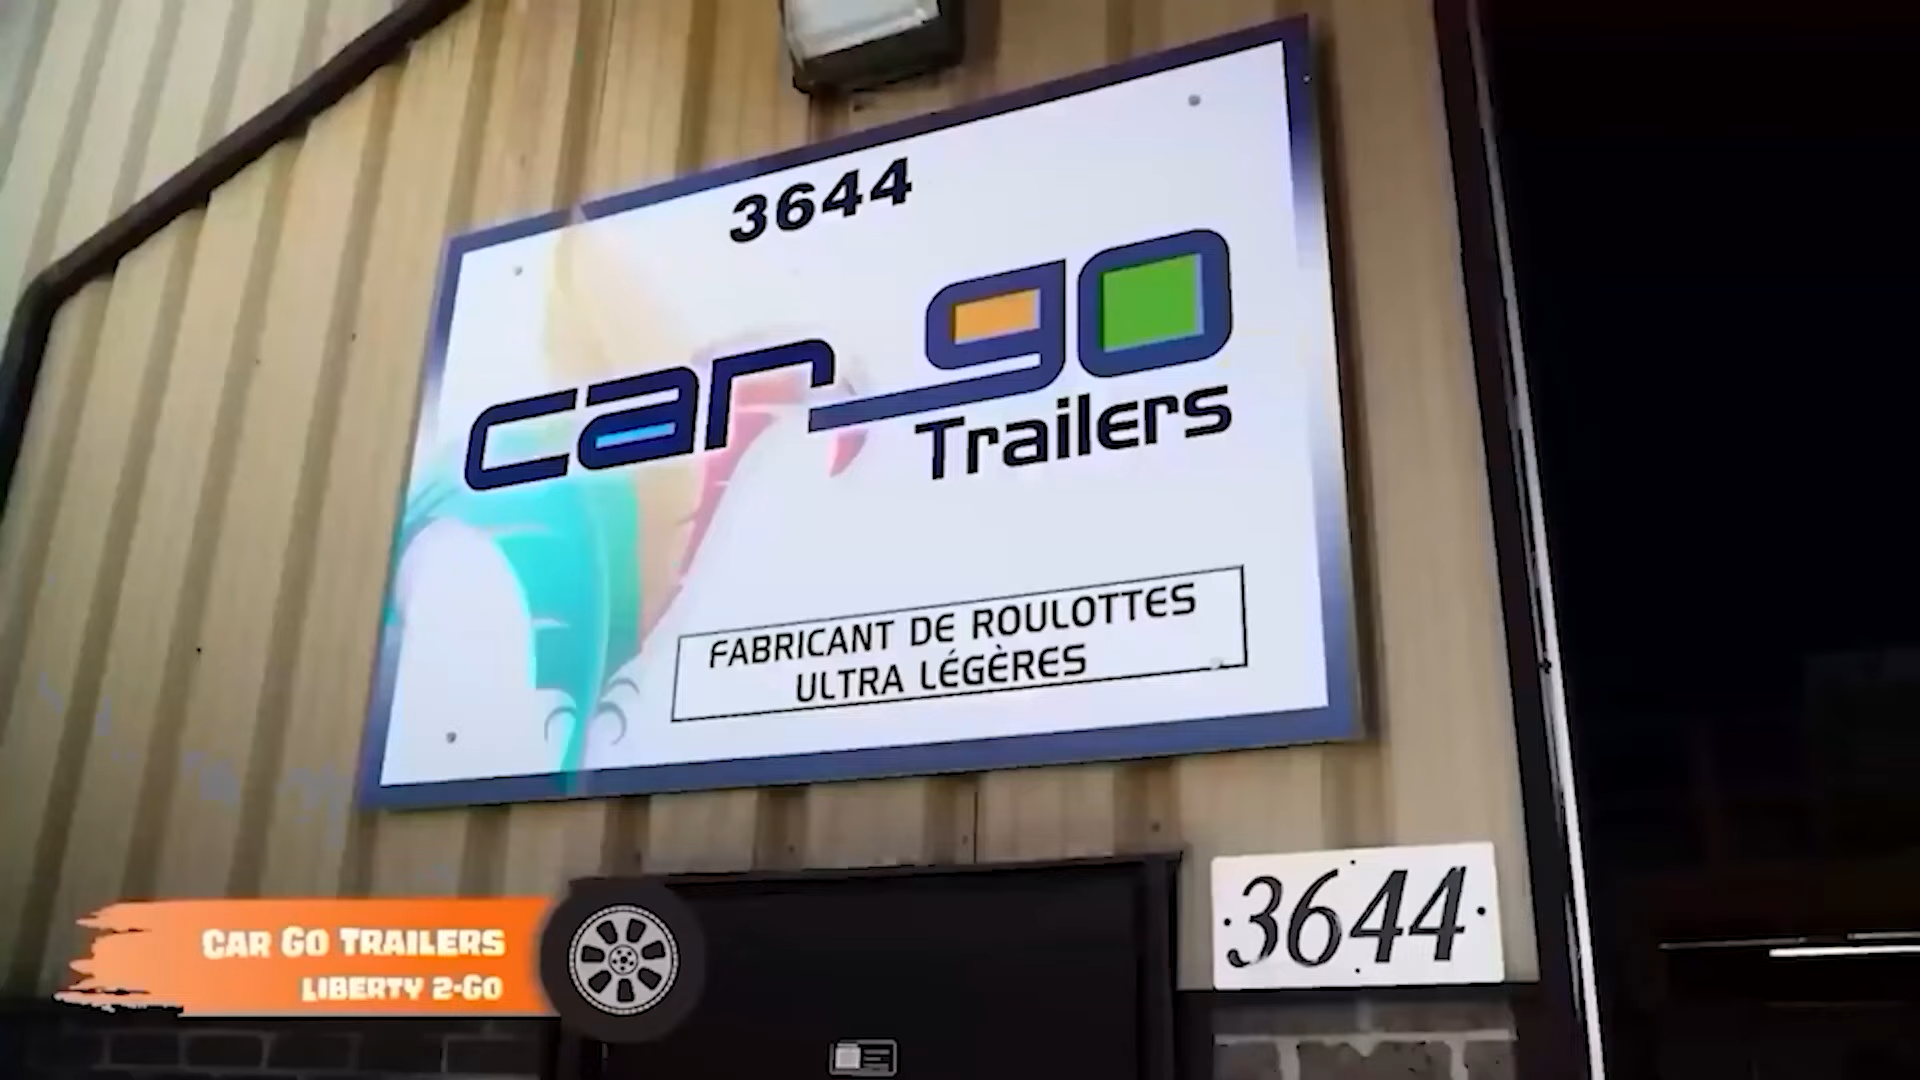 3644
car go
Trailers
FABRICANT DE ROULOTTES
ULTRA LÉGÈRES
3644
CAR GO TRAILERS
LIBERTY 2-GO